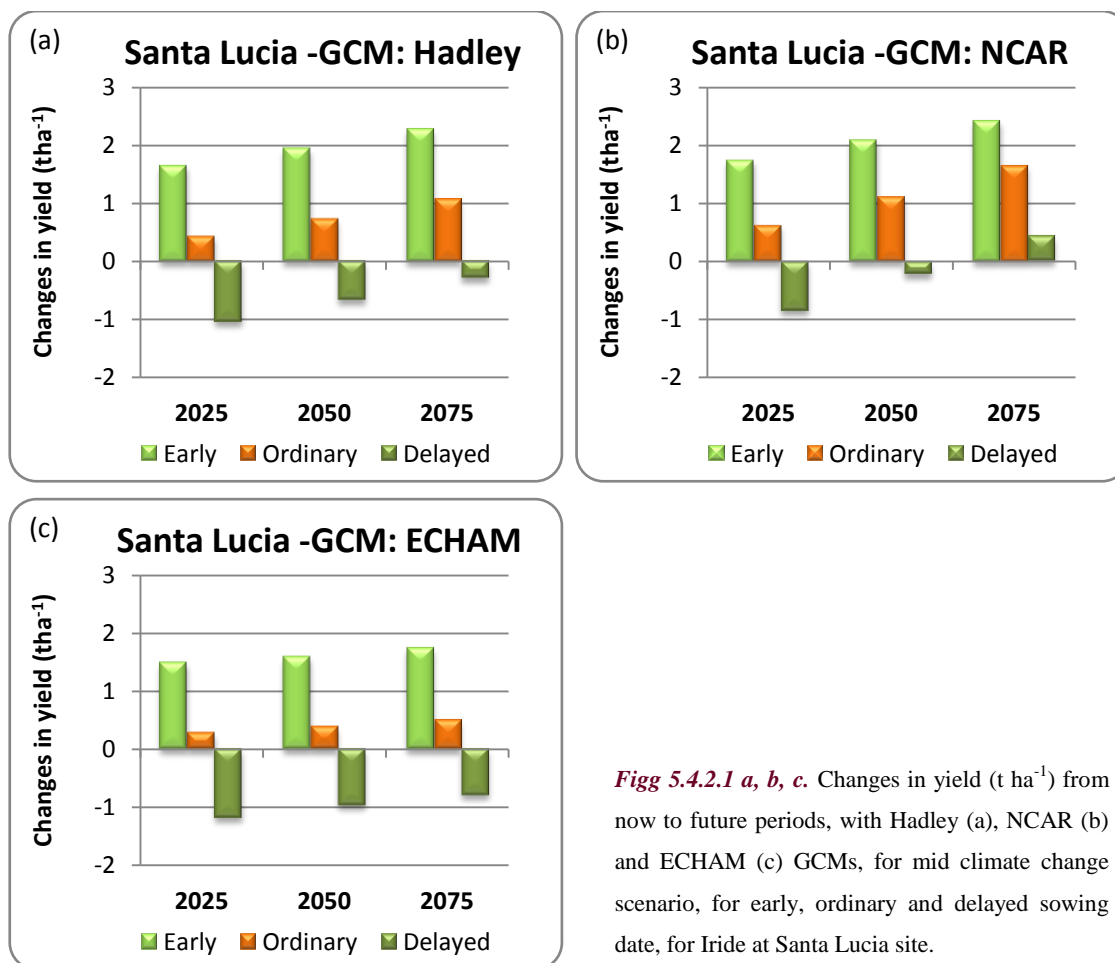 (a)
Santa Lucia -GCM: Hadley
Changes in yield (tha-1)
3
2
1
0
-1
-2
2025 2050 2075
Early Ordinary Delayed
(b)
Santa Lucia -GCM: NCAR
Changes in yield (tha-1)
3
2
1
0
-1
-2
2025 2050 2075
Early Ordinary Delayed
(c)
Santa Lucia -GCM: ECHAM
Changes in yield (tha-1)
3
2
1
0
-1
-2
2025 2050 2075
Early Ordinary Delayed
Figg 5.4.2.1 a, b, c. Changes in yield (t ha-1) from
now to future periods, with Hadley (a), NCAR (b)
and ECHAM (c) GCMs, for mid climate change
scenario, for early, ordinary and delayed sowing
date, for Iride at Santa Lucia site.